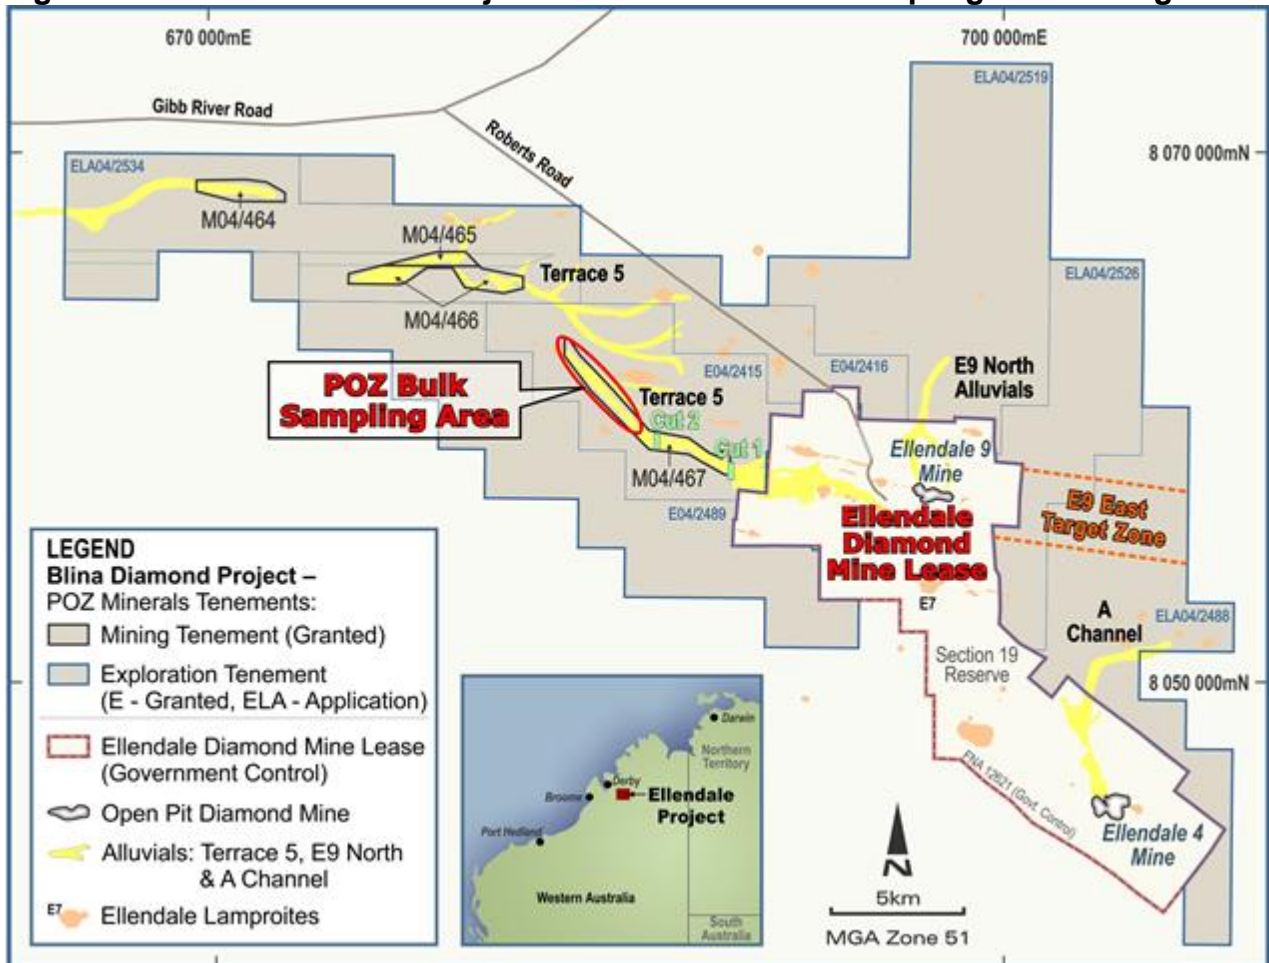 670 000mE
700 000mE
ELA04/2519
Gibb River Road
Roberts Road
8 070 000mN
ELA04/2534
M04/464
M04/465
Terrace 5
ELA04/2526
M04/466
E04/2415
E04/2416
E9 North
Alluvials
POZ Bulk
Sampling Area
Terrace 5
Cut 2
Cut 1
M04/467
Ellendale 9
Mine
E04/2489
E9 East
Target Zone
Ellendale
Diamond
Mine Lease
E7
A
Channel
ELA04/2488
Section 19
Reserve
8 050 000mN
FNA 12621 (Govt. Control)
Ellendale 4
Mine
LEGEND
Blina Diamond Project –
POZ Minerals Tenements:
Mining Tenement (Granted)
Exploration Tenement
(E - Granted, ELA - Application)
Ellendale Diamond Mine Lease
(Government Control)
Open Pit Diamond Mine
Alluvials: Terrace 5, E9 North
& A Channel
E7
Ellendale Lamproites
Darwin
Northern
Territory
Derby
Broome
Ellendale
Project
Port Hedland
Western Australia
South
Australia
N
5km
MGA Zone 51